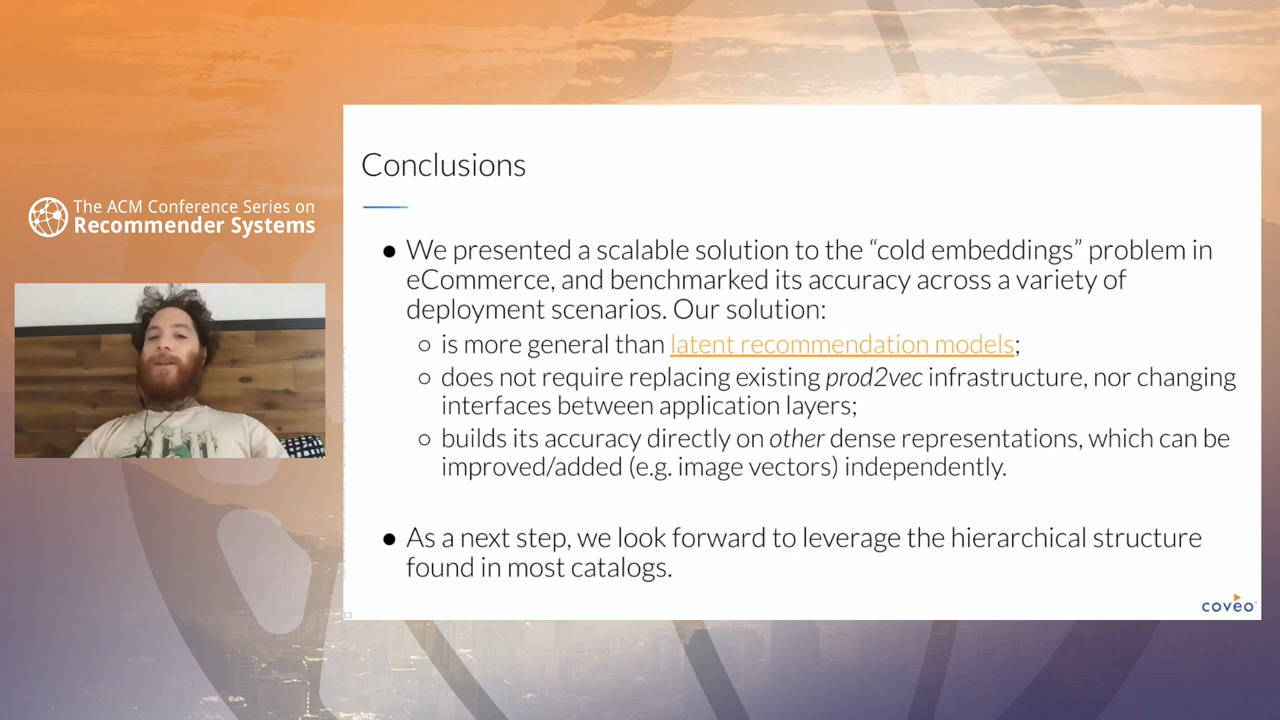 The ACM Conference Series on
Recommender Systems
Conclusions
● We presented a scalable solution to the “cold embeddings” problem in
eCommerce, and benchmarked its accuracy across a variety of
deployment scenarios. Our solution:
○ is more general than latent recommendation models;
○ does not require replacing existing prod2vec infrastructure, nor changing
interfaces between application layers;
○ builds its accuracy directly on other dense representations, which can be
improved/added (e.g. image vectors) independently.
● As a next step, we look forward to leverage the hierarchical structure
found in most catalogs.
13
coveo